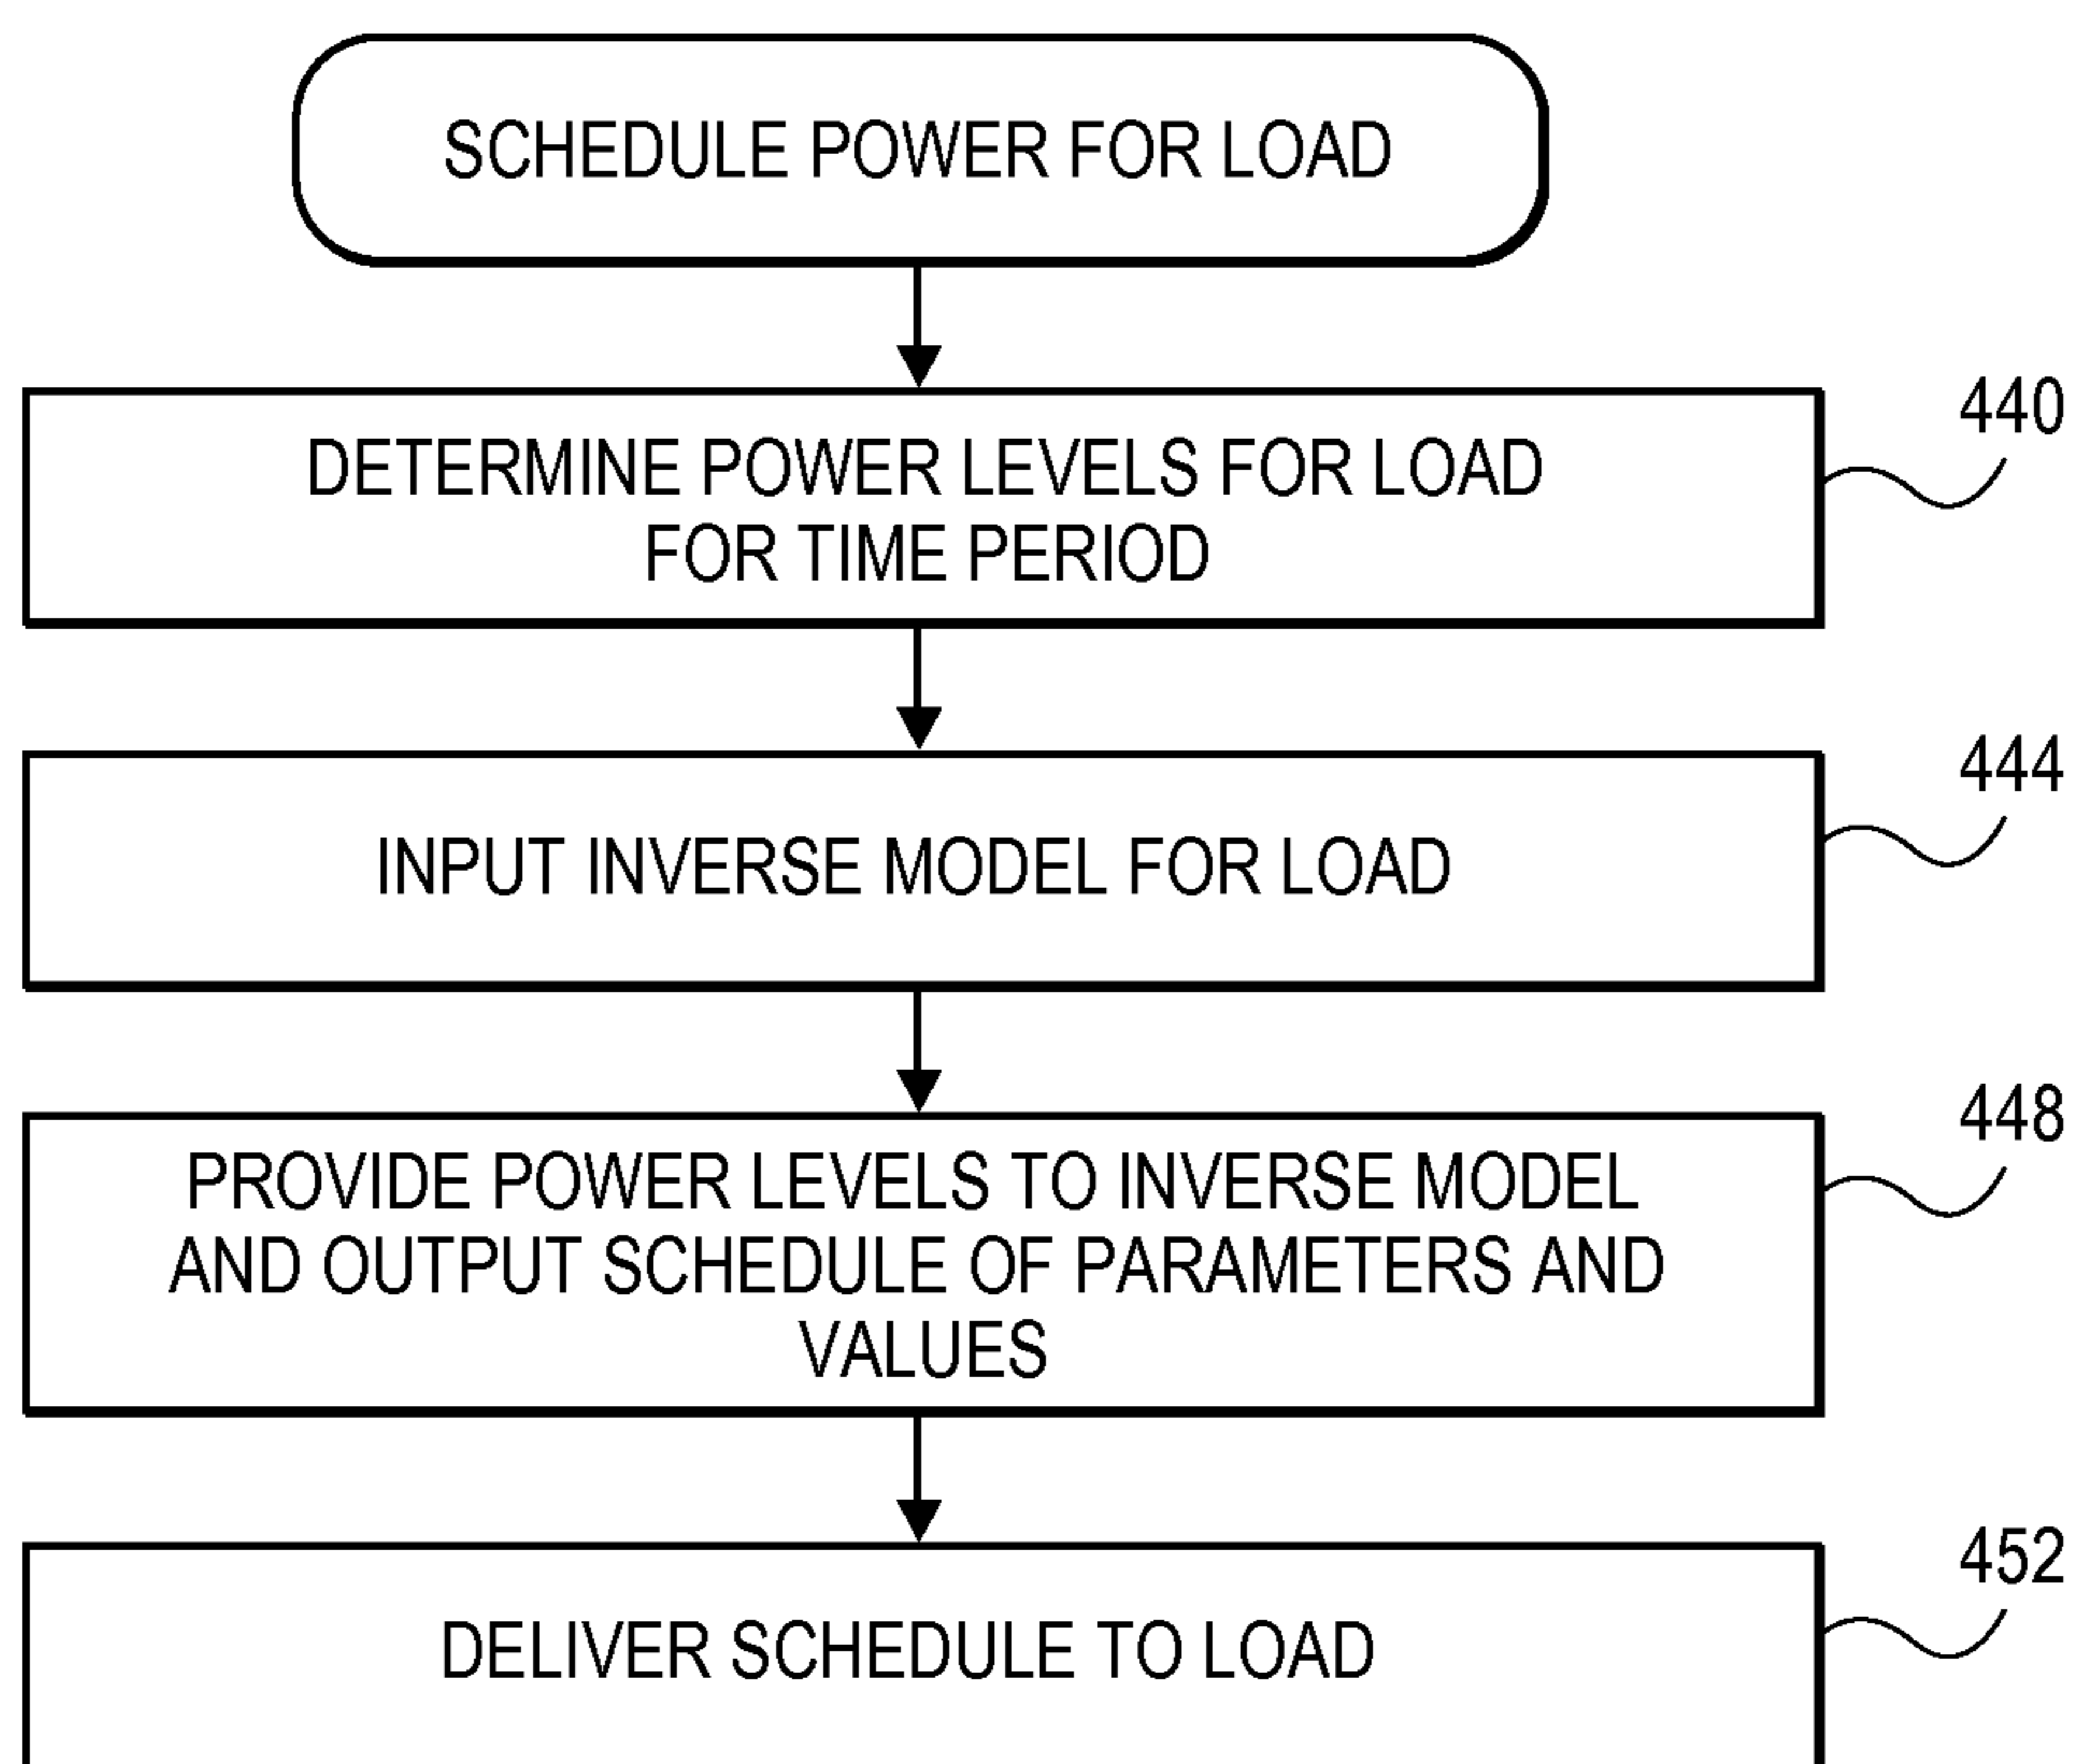 SCHEDULE POWER FOR LOAD
440
DETERMINE POWER LEVELS FOR LOAD
FOR TIME PERIOD
444
INPUT INVERSE MODEL FOR LOAD
448
PROVIDE POWER LEVELS TO INVERSE MODEL
AND OUTPUT SCHEDULE OF PARAMETERS AND
VALUES
452
DELIVER SCHEDULE TO LOAD